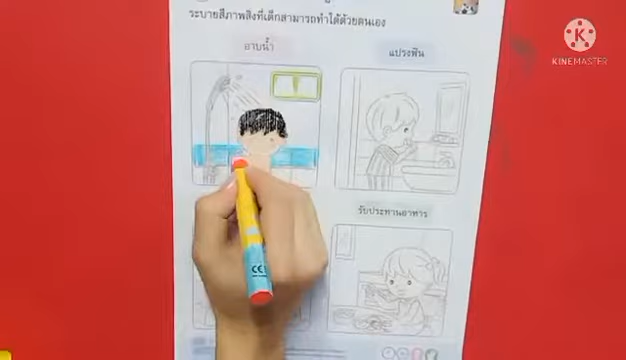 ระบายสีภาพสิ่งที่เด็กสามารถทำได้ด้วยตนเอง
อาบน้ำ
แปรงฟัน
รับประทานอาหาร
K
KINEMASTER
CE